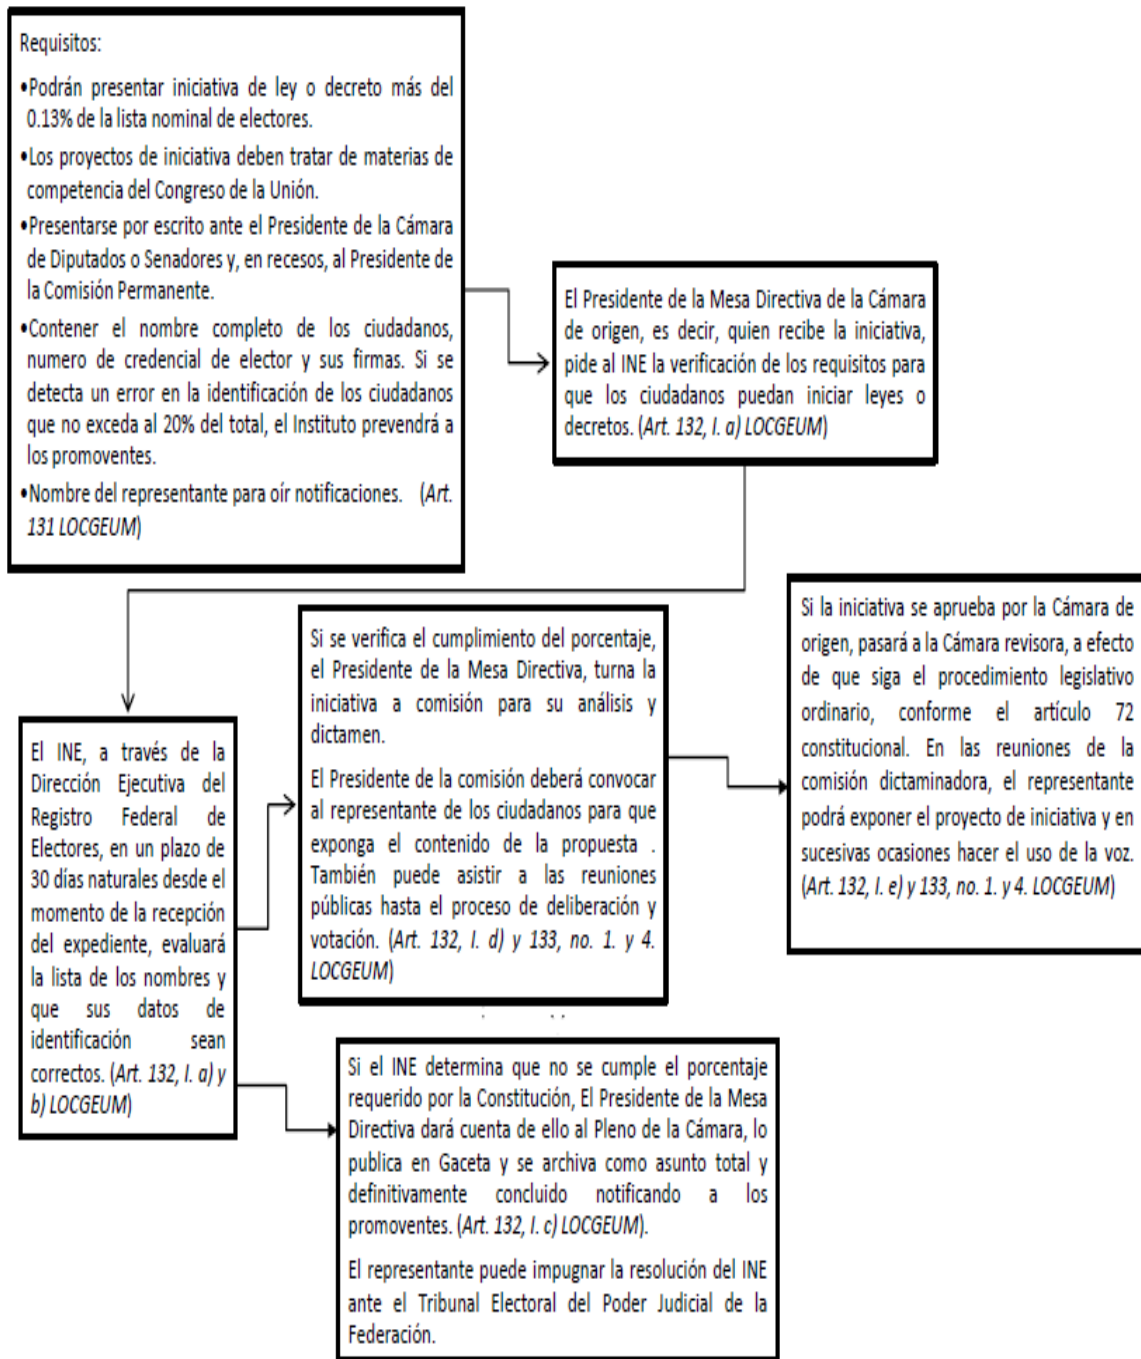 Requisitos:
•Podrán presentar iniciativa de ley o decreto más del
0.13% de la lista nominal de electores.
•Los proyectos de iniciativa deben tratar de materias de
competencia del Congreso de la Unión.
•Presentarse por escrito ante el Presidente de la Cámara
de Diputados o Senadores y, en recesos, al Presidente de
la Comisión Permanente.
•Contener el nombre completo de los ciudadanos,
numero de credencial de elector y sus firmas. Si se
detecta un error en la identificación de los ciudadanos
que no exceda al 20% del total, el Instituto prevendrá a
los promoventes.
•Nombre del representante para oír notificaciones. (Art.
131 LOCGEUM)
El Presidente de la Mesa Directiva de la Cámara
de origen, es decir, quien recibe la iniciativa,
pide al INE la verificación de los requisitos para
que los ciudadanos puedan iniciar leyes o
decretos. (Art. 132, I. a) LOCGEUM)
El INE, a través de la
Dirección Ejecutiva del
Registro Federal de
Electores, en un plazo de
30 días naturales desde el
momento de la recepción
del expediente, evaluará
la lista de los nombres y
que sus datos de
identificación sean
correctos. (Art. 132, I. a) y
b) LOCGEUM)
Si se verifica el cumplimiento del porcentaje,
el Presidente de la Mesa Directiva, turna la
iniciativa a comisión para su análisis y
dictamen.
El Presidente de la comisión deberá convocar
al representante de los ciudadanos para que
exponga el contenido de la propuesta .
También puede asistir a las reuniones
públicas hasta el proceso de deliberación y
votación. (Art. 132, I. d) y 133, no. 1. y 4.
LOCGEUM)
Si la iniciativa se aprueba por la Cámara de
origen, pasará a la Cámara revisora, a efecto
de que siga el procedimiento legislativo
ordinario, conforme el artículo 72
constitucional. En las reuniones de la
comisión dictaminadora, el representante
podrá exponer el proyecto de iniciativa y en
sucesivas ocasiones hacer el uso de la voz.
(Art. 132, I. e) y 133, no. 1. y 4. LOCGEUM)
Si el INE determina que no se cumple el porcentaje
requerido por la Constitución, El Presidente de la Mesa
Directiva dará cuenta de ello al Pleno de la Cámara, lo
publica en Gaceta y se archiva como asunto total y
definitivamente concluido notificando a los
promoventes. (Art. 132, I. c) LOCGEUM).
El representante puede impugnar la resolución del INE
ante el Tribunal Electoral del Poder Judicial de la
Federación.